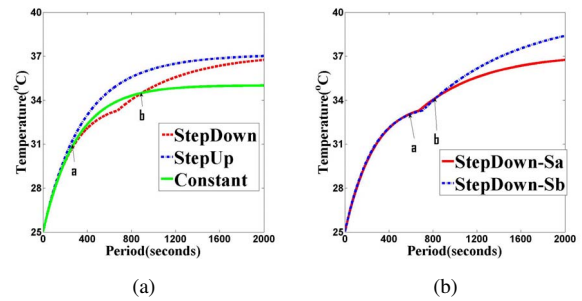 40
37
34
31
28
25
Temperature(°C)
a
b
StepDown
StepUp
Constant
0 400 800 1200 1600 2000
Period(seconds)
(a)
40
37
34
31
28
25
Temperature(°C)
a
b
StepDown-Sa
StepDown-Sb
0 400 800 1200 1600 2000
Period(seconds)
(b)